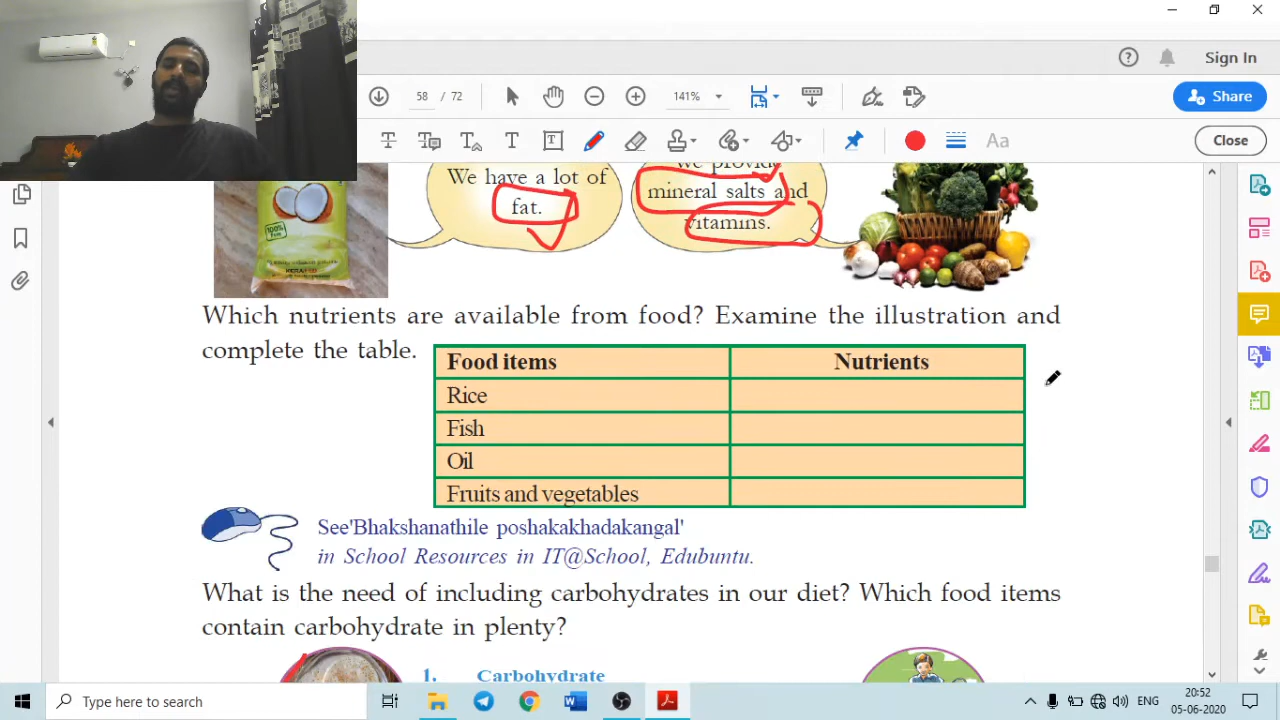 Sign In
58 / 72
141%
Share
T T T T T Aa
Close
We have a lot of
fat.
we provide
mineral salts and
vitamins.
100%
Which nutrients are available from food? Examine the illustration and
complete the table.
Food items Nutrients
Rice
Fish
Oil
Fruits and vegetables
See'Bhakshanathile poshakakhadakangal'
in School Resources in IT@School, Edubuntu.
What is the need of including carbohydrates in our diet? Which food items
contain carbohydrate in plenty?
1. Carbohydrate
Type here to search
ENG
20:52
05-06-2020